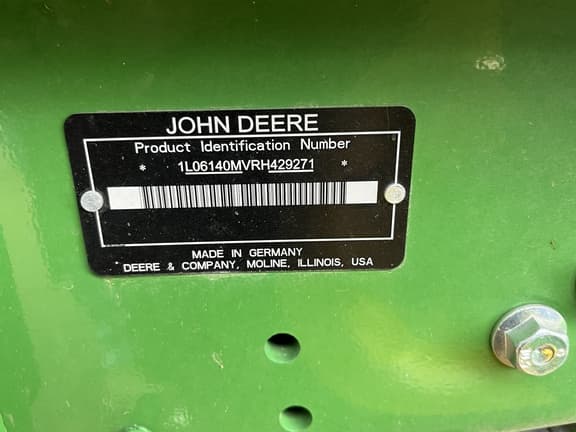 JOHN DEERE
Product Identification Number
* 1L06140MVRH429271 *
MADE IN GERMANY
DEERE & COMPANY, MOLINE, ILLINOIS, USA